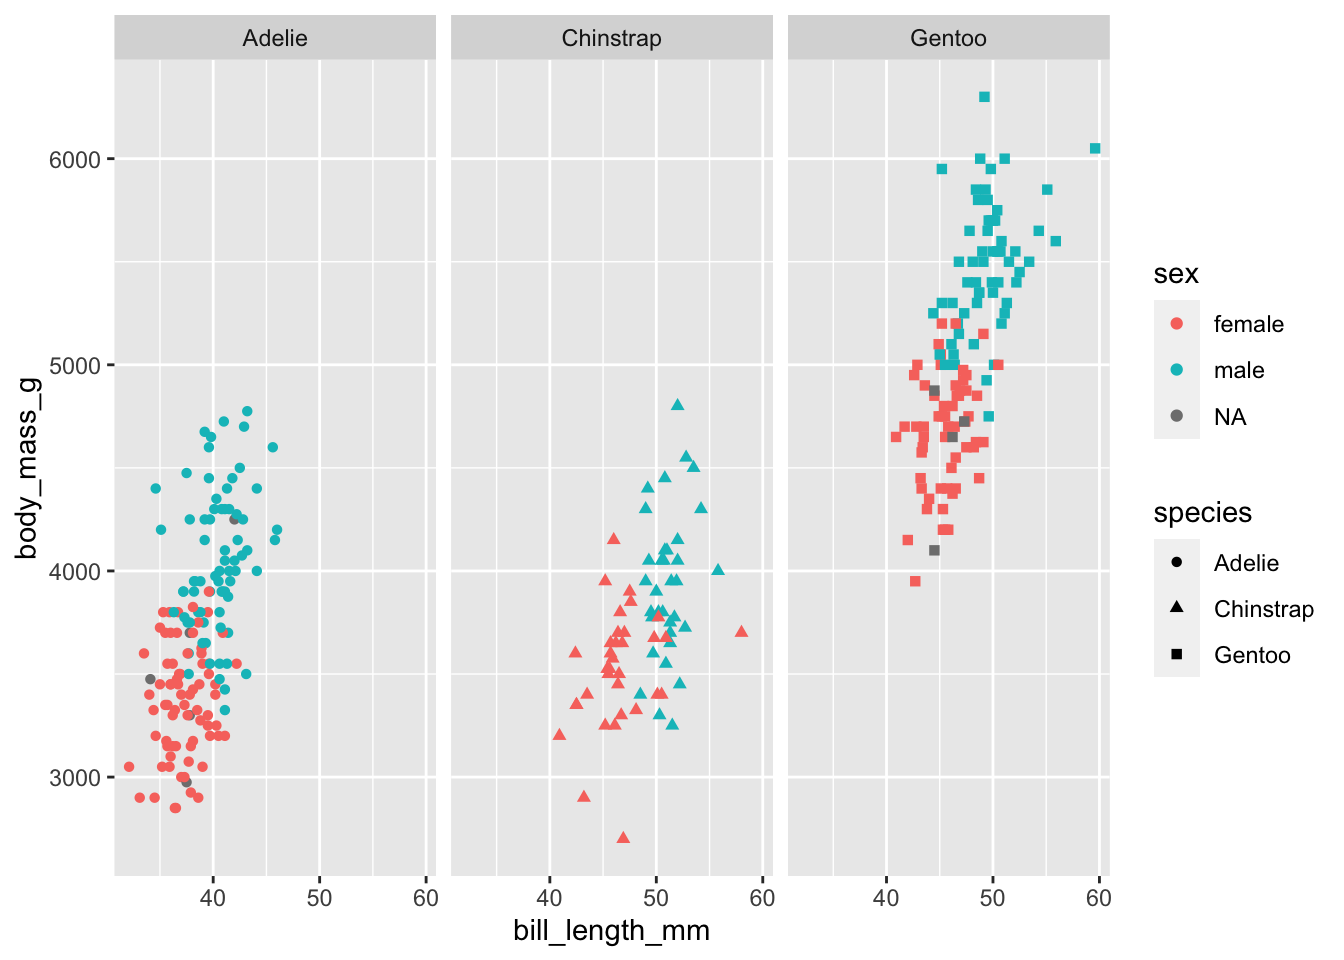 Adelie Chinstrap Gentoo
6000
5000
4000
3000
body_mass_g
40 50 60 40 50 60 40 50 60
bill_length_mm
sex
female
male
NA
species
Adelie
Chinstrap
Gentoo